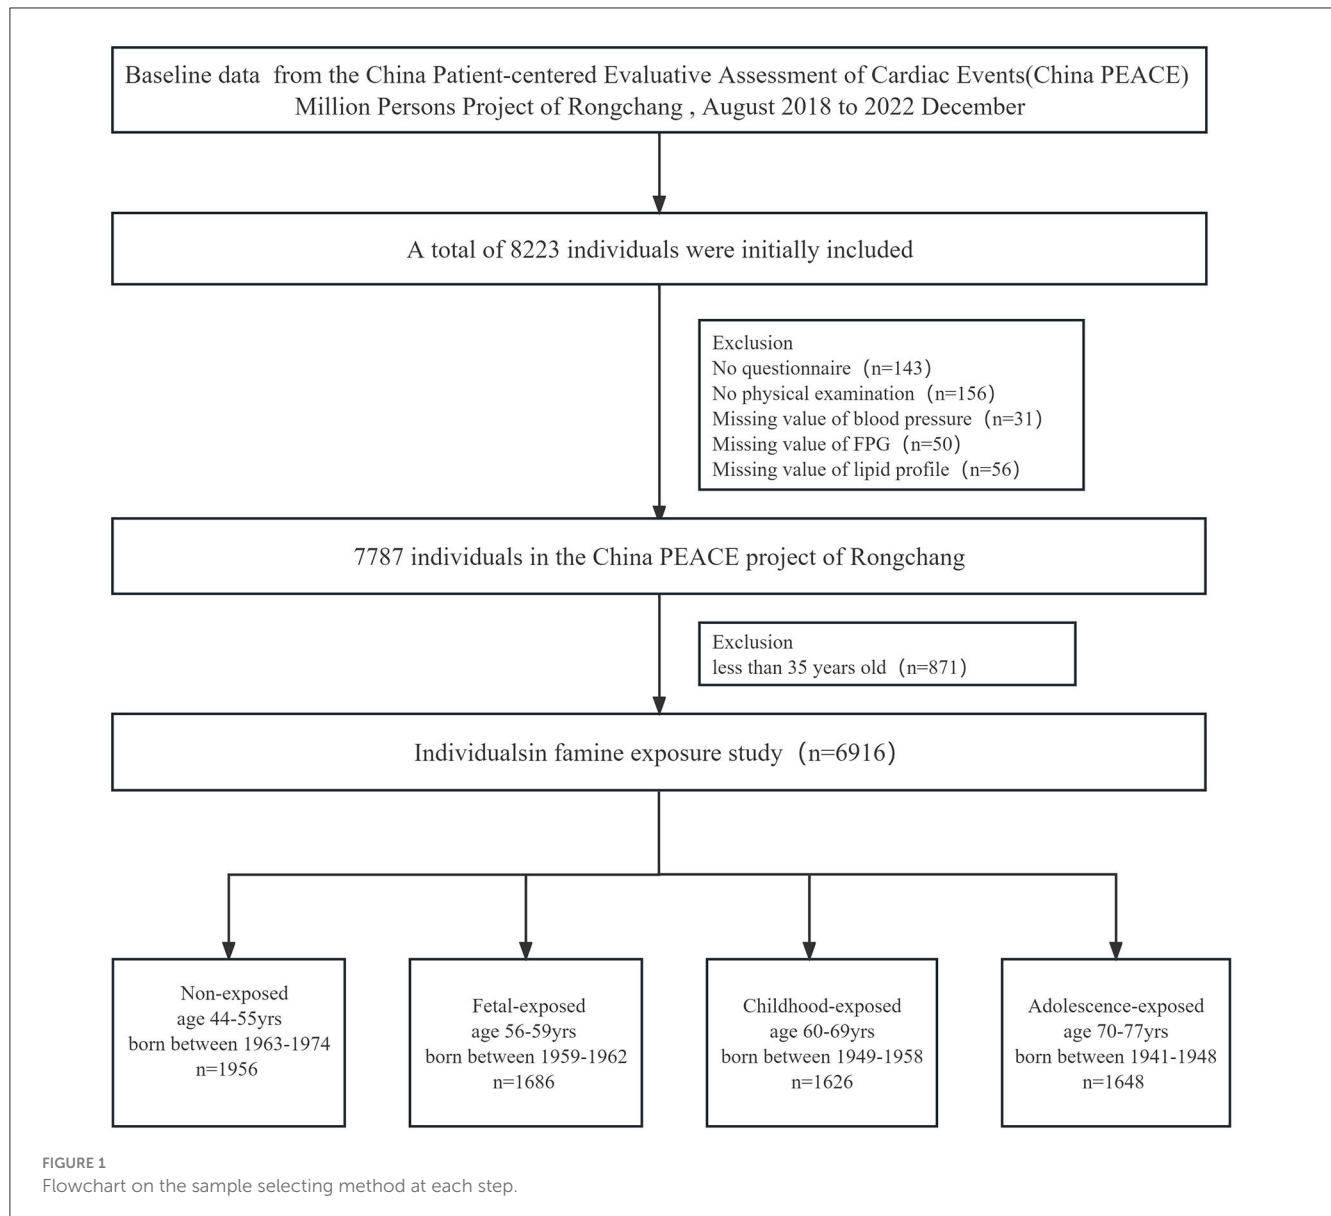 Baseline data  from the China Patient-centered Evaluative Assessment of Cardiac Events(China PEACE)
Million Persons Project of Rongchang , August 2018 to 2022 December
A total of 8223 individuals were initially included
Exclusion
No questionnaire（n=143）
No physical examination（n=156）
Missing value of blood pressure（n=31）
Missing value of FPG（n=50）
Missing value of lipid profile（n=56）
7787 individuals in the China PEACE project of Rongchang
Exclusion
less than 35 years old（n=871）
Individualsin famine exposure study（n=6916）
Non-exposed
age 44-55yrs
born between 1963-1974
n=1956
Fetal-exposed
age 56-59yrs
born between 1959-1962
n=1686
Childhood-exposed
age 60-69yrs
born between 1949-1958
n=1626
Adolescence-exposed
age 70-77yrs
born between 1941-1948
n=1648
FIGURE 1
Flowchart on the sample selecting method at each step.